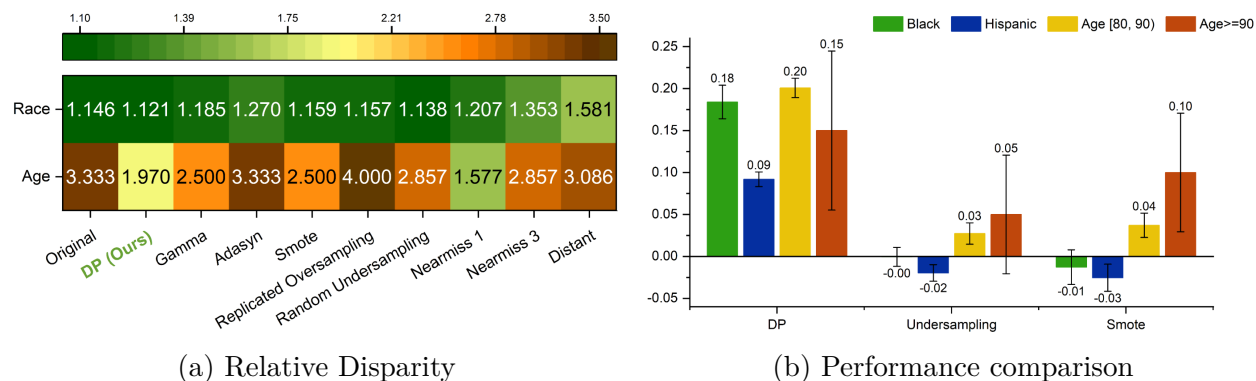 1.10 1.39 1.75 2.21 2.78 3.50
Race 1.146 1.121 1.185 1.270 1.159 1.157 1.138 1.207 1.353 1.581
Age 3.333 1.970 2.500 3.333 2.500 4.000 2.857 1.577 2.857 3.086
Original
DP (Ours)
Gamma
Adasyn
Smote
Replicated Oversampling
Random Undersampling
Nearmiss 1
Nearmiss 3
Distant
(a) Relative Disparity
Black Hispanic Age [80, 90) Age>=90
0.25
0.20
0.15
0.10
0.05
0.00
-0.05
0.18 0.09 0.20 0.15
-0.00 -0.02 0.03 0.05
-0.01 -0.03 0.04 0.10
DP Undersampling Smote
(b) Performance comparison